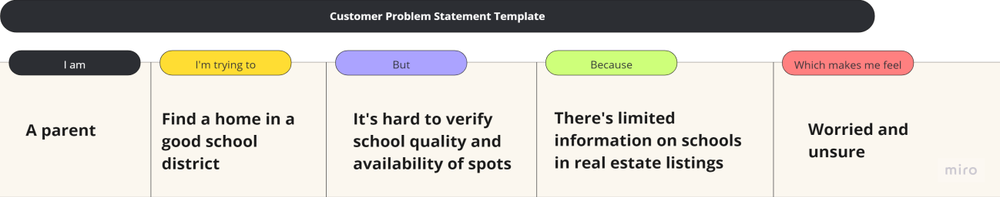 Customer Problem Statement Template
I am
I'm trying to
But
Because
Which makes me feel
A parent
Find a home in a
good school
district
It's hard to verify
school quality and
availability of spots
There's limited
information on schools
in real estate listings
Worried and
unsure
miro